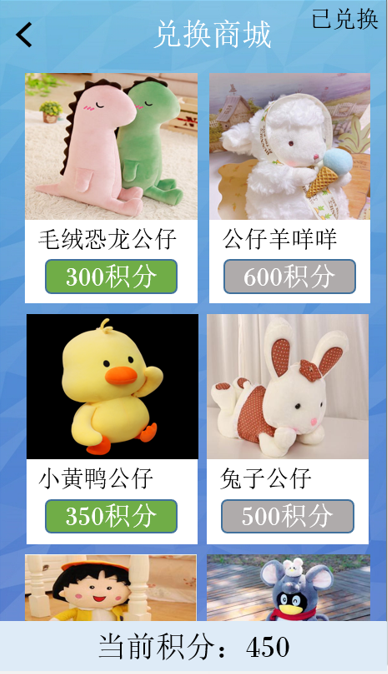 兑换商城
已兑换
毛绒恐龙公仔
公仔羊咩咩
300积分
600积分
小黄鸭公仔
兔子公仔
350积分
500积分
当前积分：450